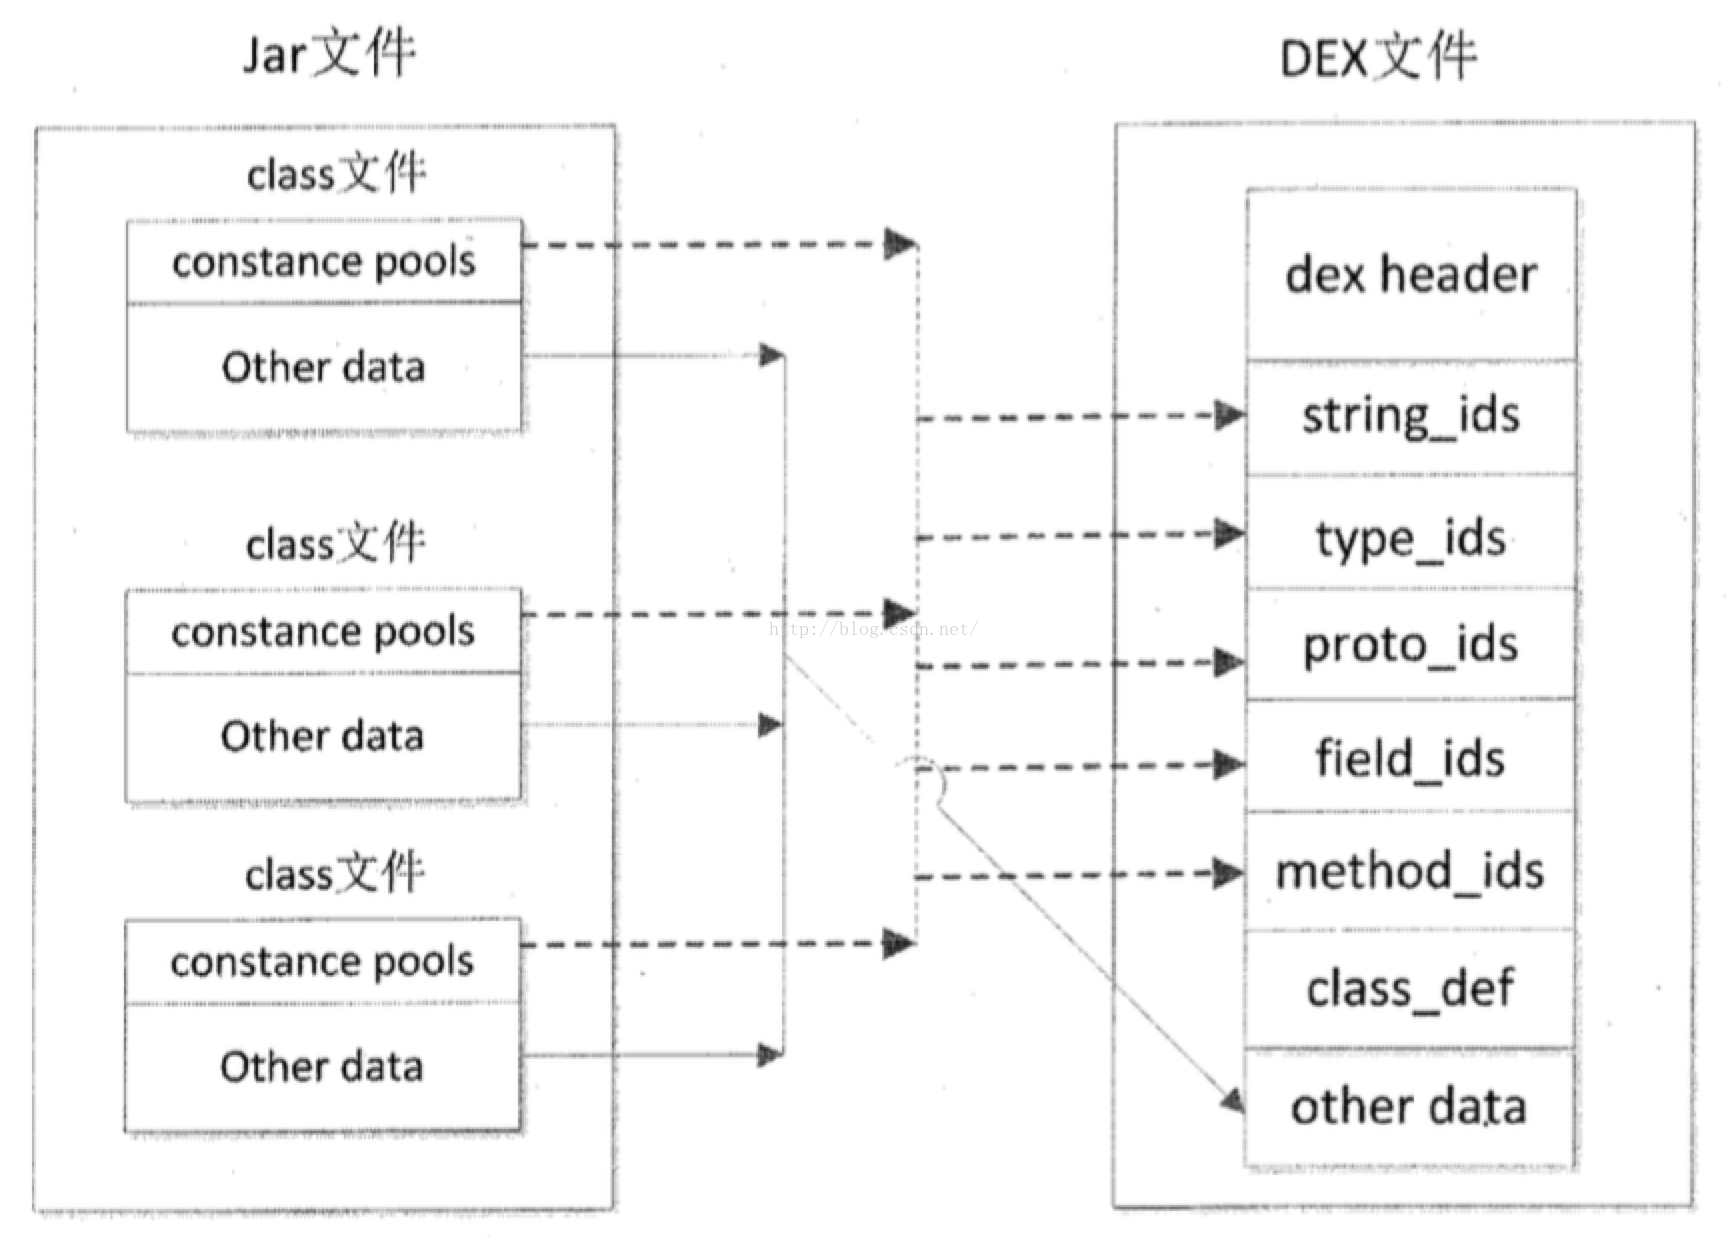 Jar文件
class文件
constance pools
Other data
class文件
constance pools
Other data
class文件
constance pools
Other data
http://blog.csdn.net/
DEX文件
dex header
string_ids
type_ids
proto_ids
field_ids
method_ids
class_def
other data